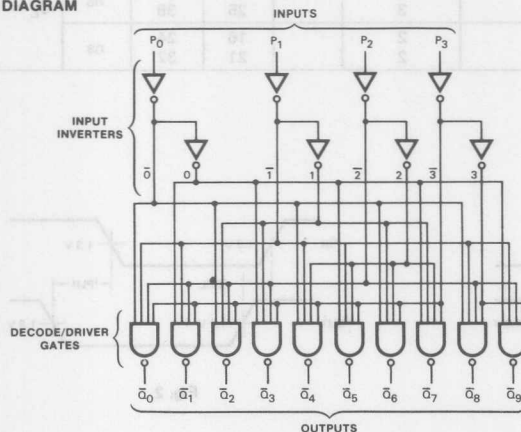 DIAGRAM
INPUTS
P0 P1 P2 P3
INPUT
INVERTERS
0̄ 0 1̄ 1 2̄ 2 3̄ 3
DECODE/DRIVER
GATES
Q̄0 Q̄1 Q̄2 Q̄3 Q̄4 Q̄5 Q̄6 Q̄7 Q̄8 Q̄9
OUTPUTS